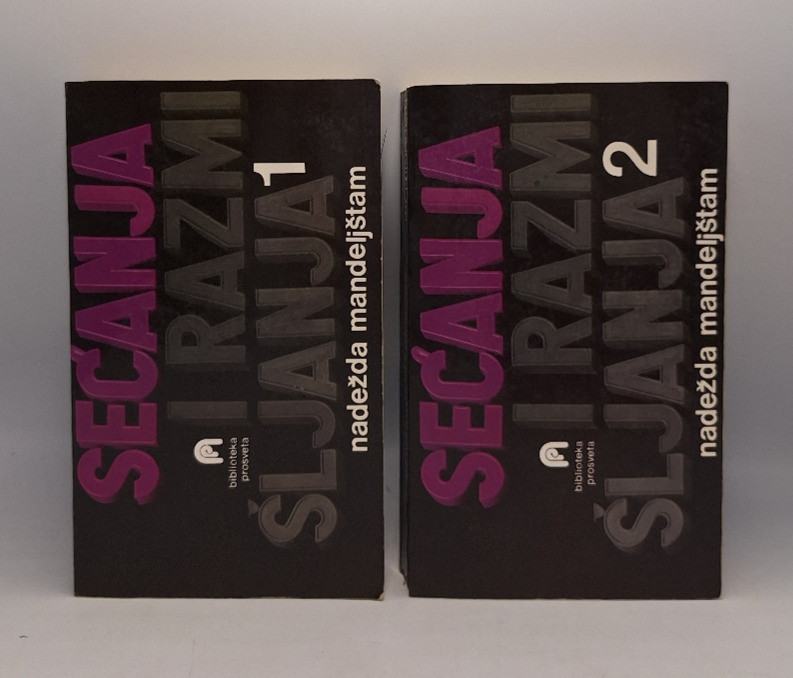 SEĆANJA
I RAZMI
ŠLJANJA 1
nadežda mandeljštam
biblioteka
prosveta
SEĆANJA
I RAZMI
ŠLJANJA 2
nadežda mandeljštam
biblioteka
prosveta